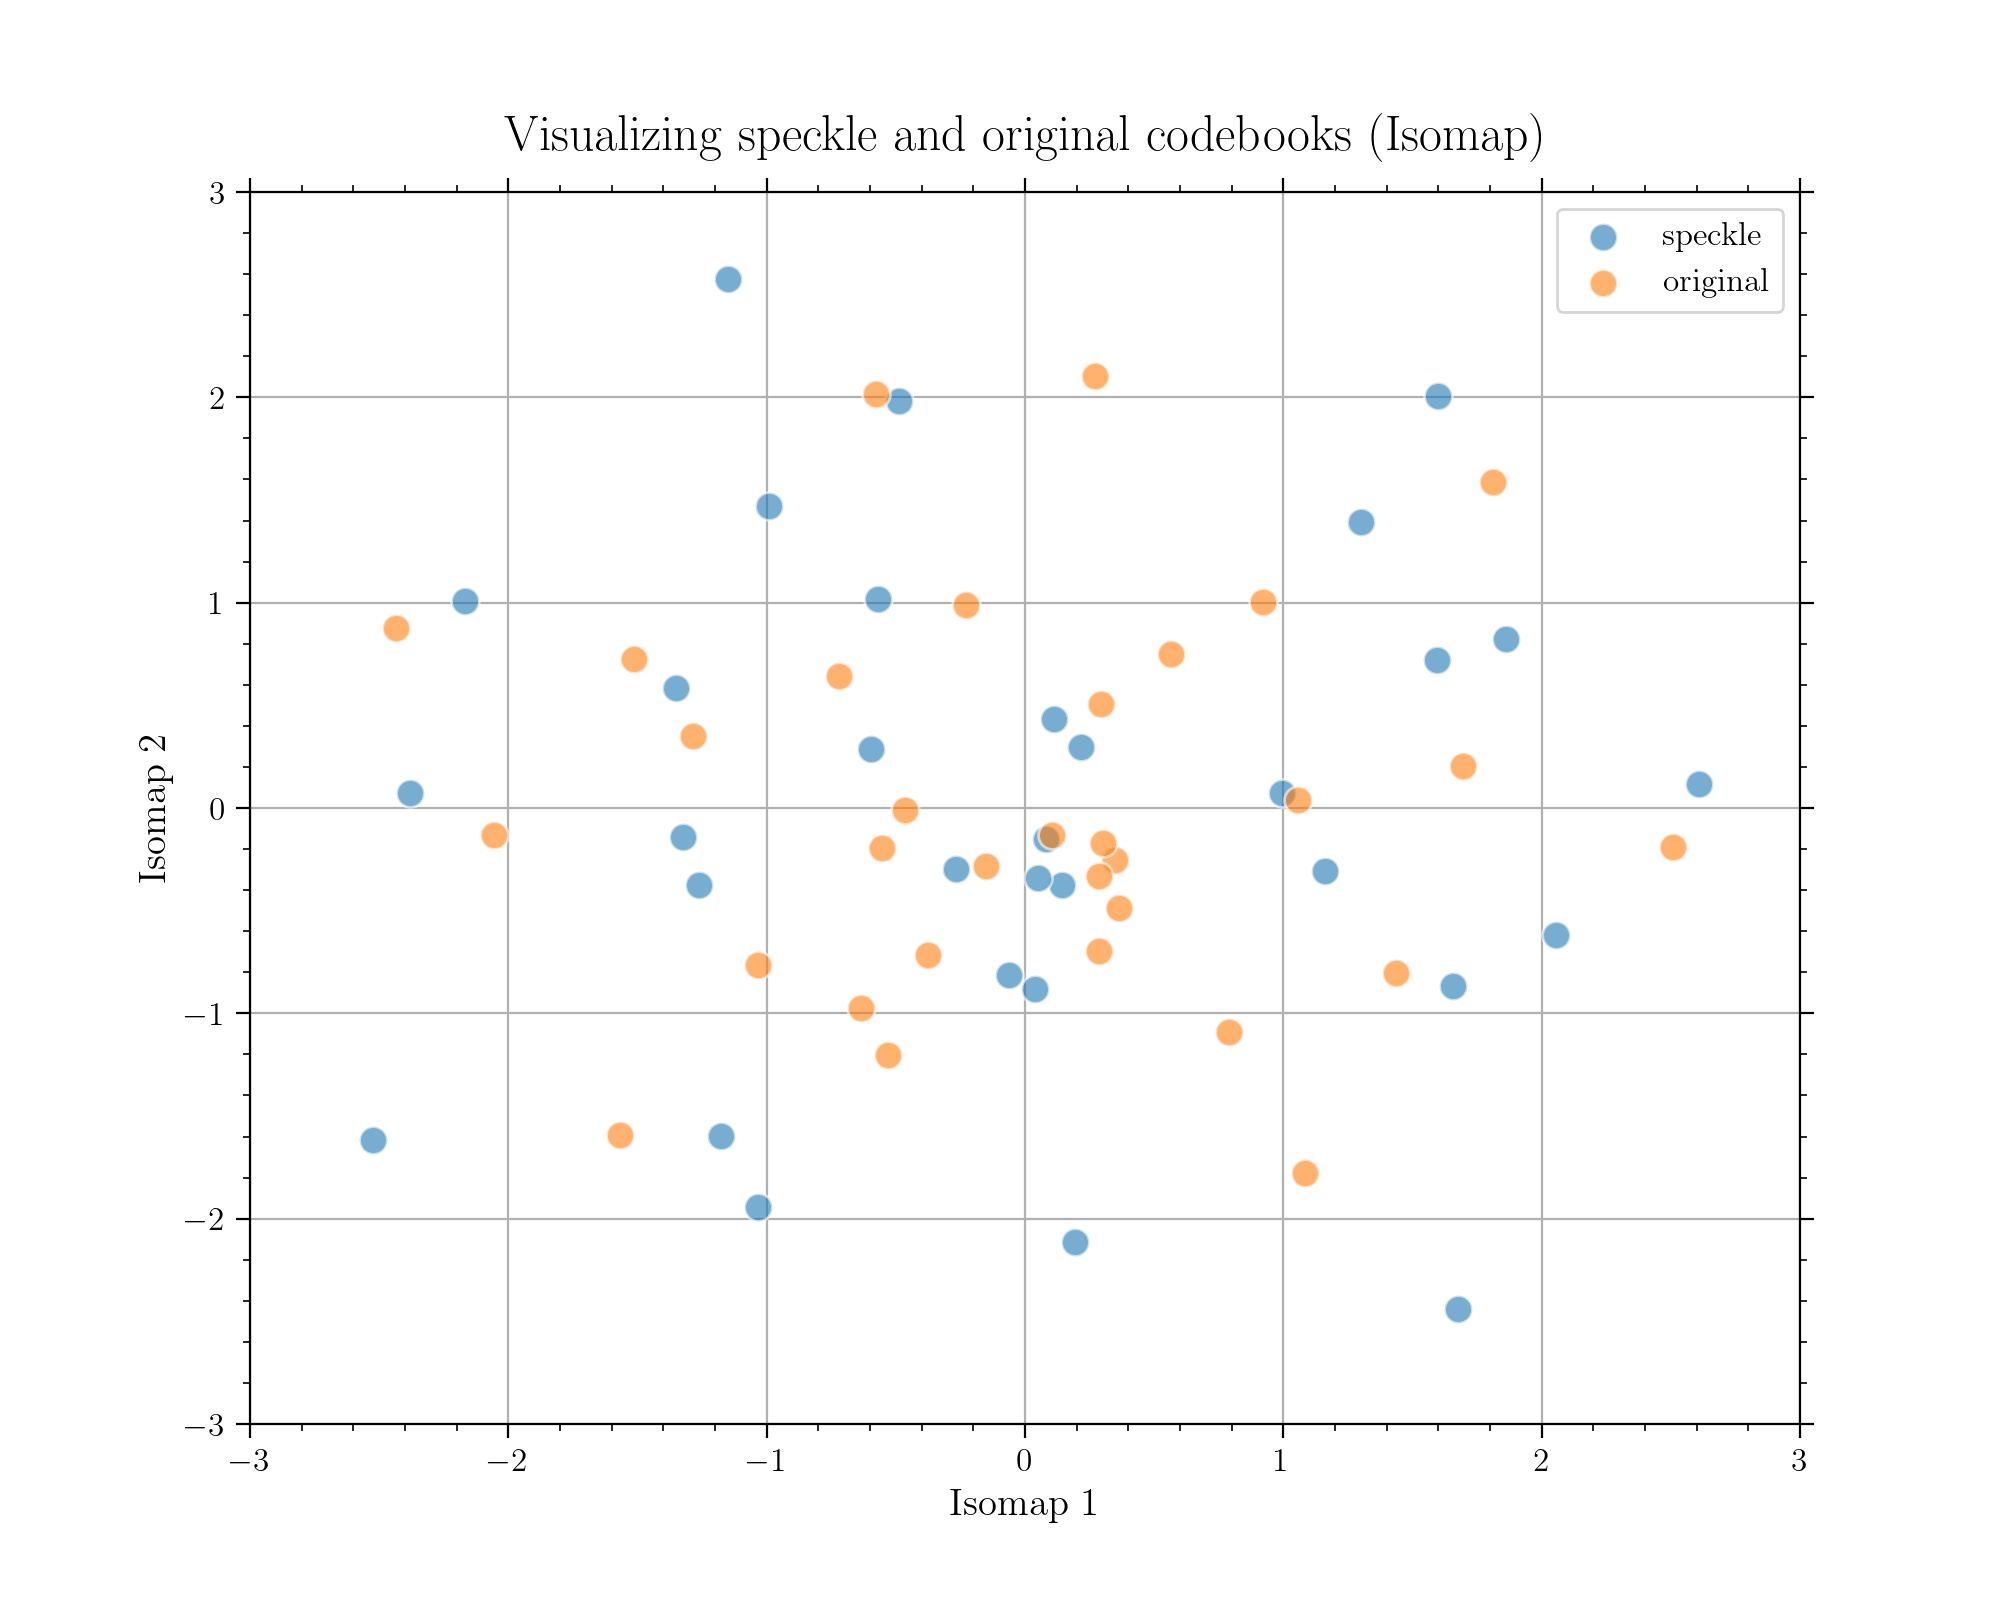 Visualizing speckle and original codebooks (Isomap)
speckle
original
3
2
1
0
−1
−2
−3
Isomap 2
−3
−2
−1
0
1
2
3
Isomap 1